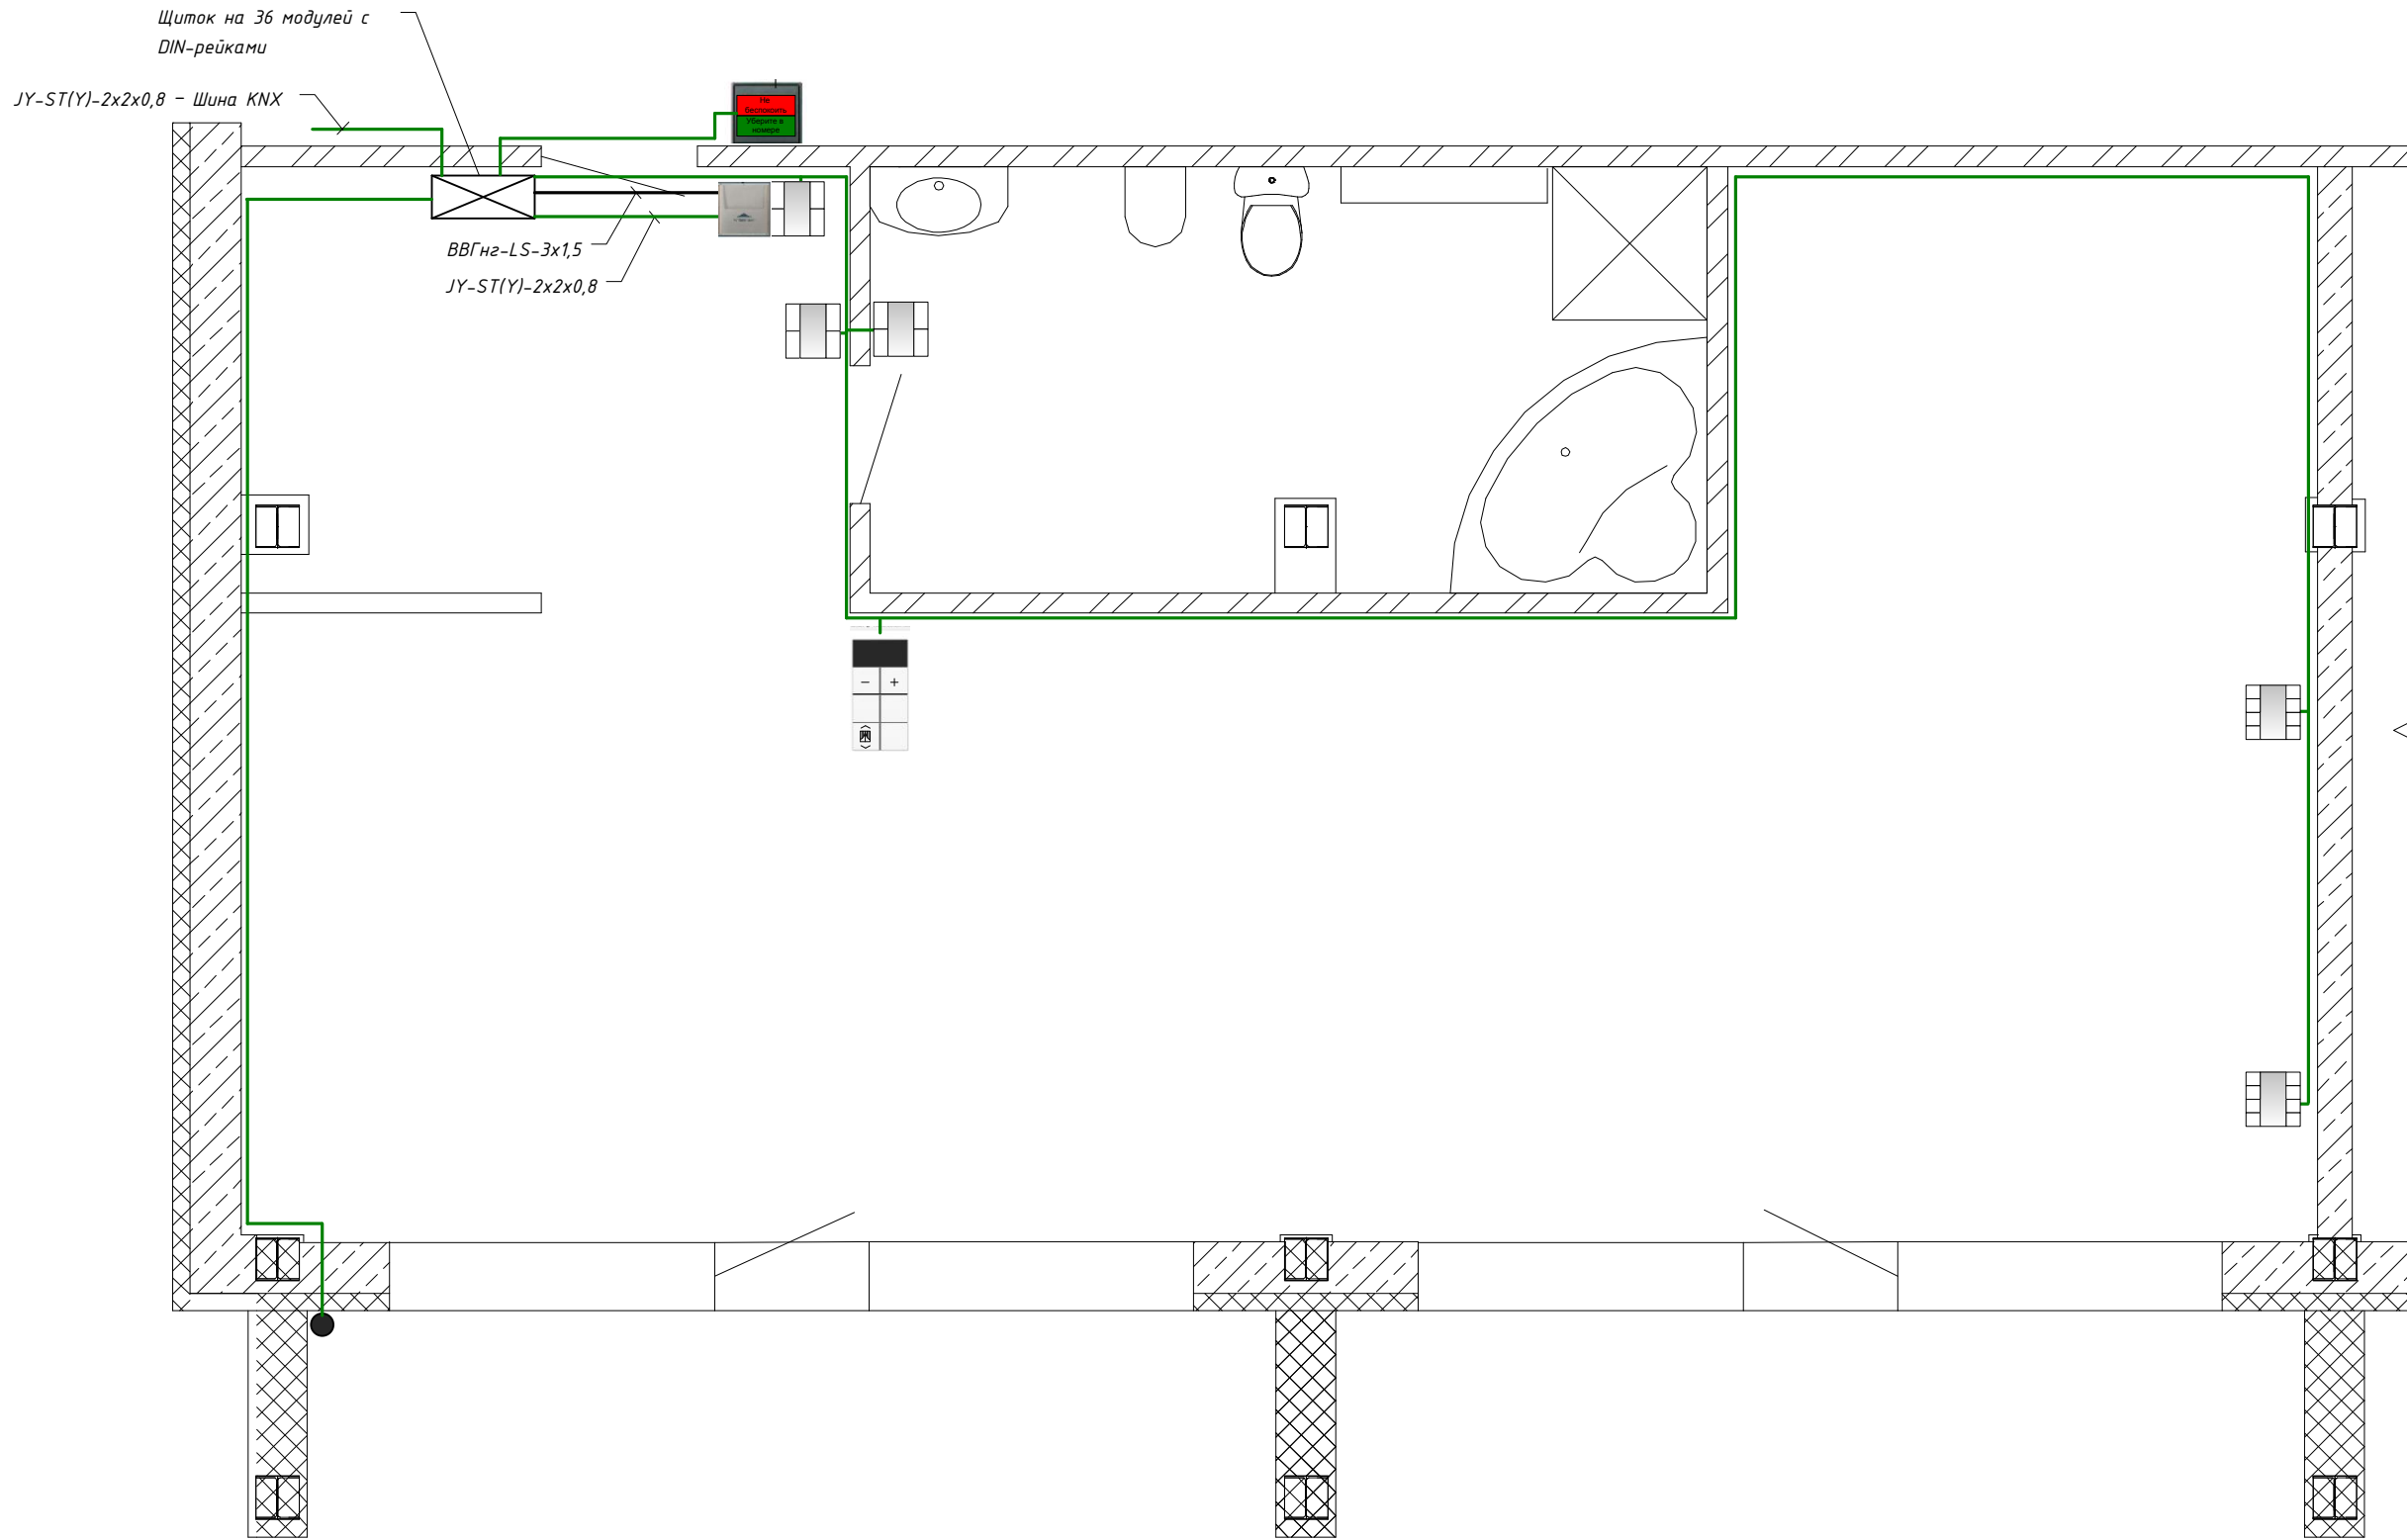 Щиток на 36 модулей с
DIN-рейками
JY-ST(Y)-2x2x0,8 - Шина KNX
Не
беспокоить
Уберите в
номере
ВВГнг-LS-3x1,5
JY-ST(Y)-2x2x0,8
- +